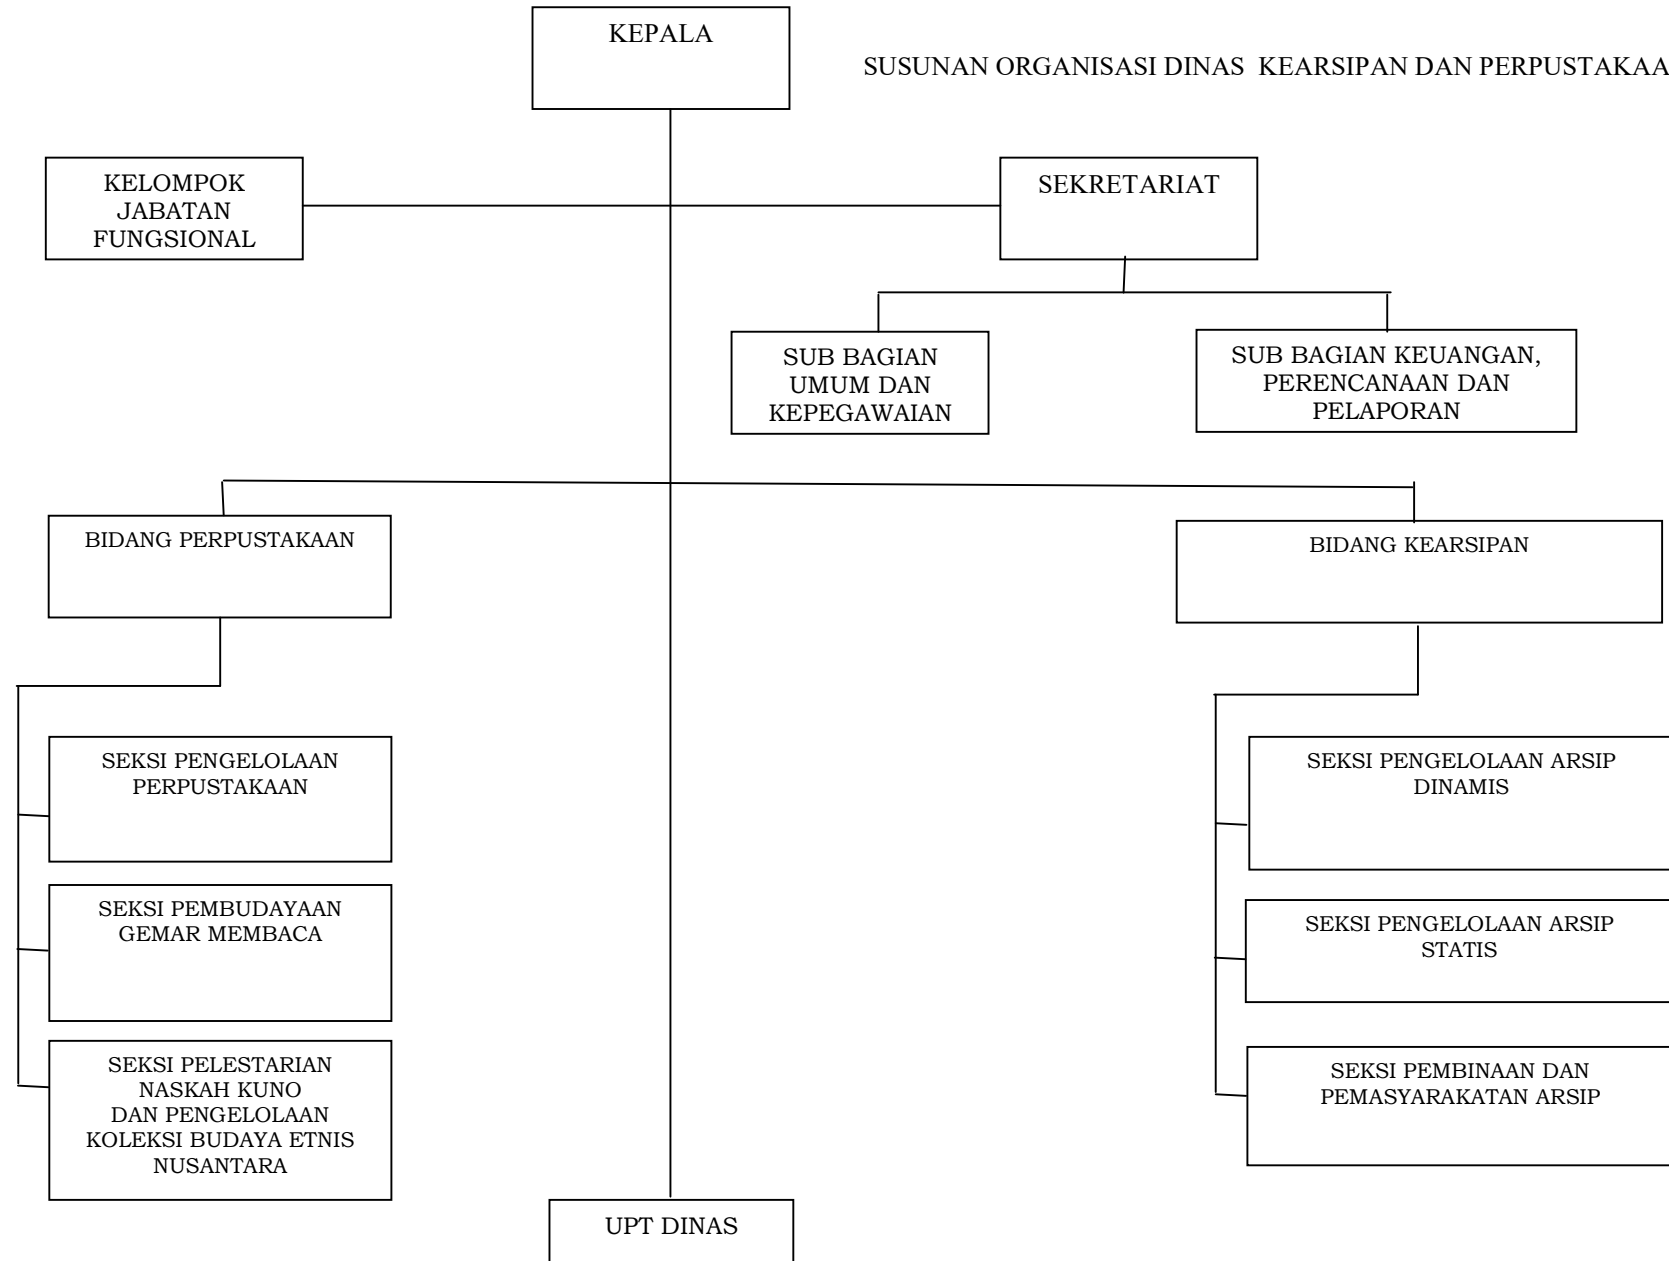 KEPALA
SUSUNAN ORGANISASI DINAS  KEARSIPAN DAN PERPUSTAKAA
KELOMPOK
JABATAN
FUNGSIONAL
SEKRETARIAT
SUB BAGIAN
UMUM DAN
KEPEGAWAIAN
SUB BAGIAN KEUANGAN,
PERENCANAAN DAN
PELAPORAN
BIDANG PERPUSTAKAAN
BIDANG KEARSIPAN
SEKSI PENGELOLAAN
PERPUSTAKAAN
SEKSI PEMBUDAYAAN
GEMAR MEMBACA
SEKSI PELESTARIAN
NASKAH KUNO
DAN PENGELOLAAN
KOLEKSI BUDAYA ETNIS
NUSANTARA
SEKSI PENGELOLAAN ARSIP
DINAMIS
SEKSI PENGELOLAAN ARSIP
STATIS
SEKSI PEMBINAAN DAN
PEMASYARAKATAN ARSIP
UPT DINAS